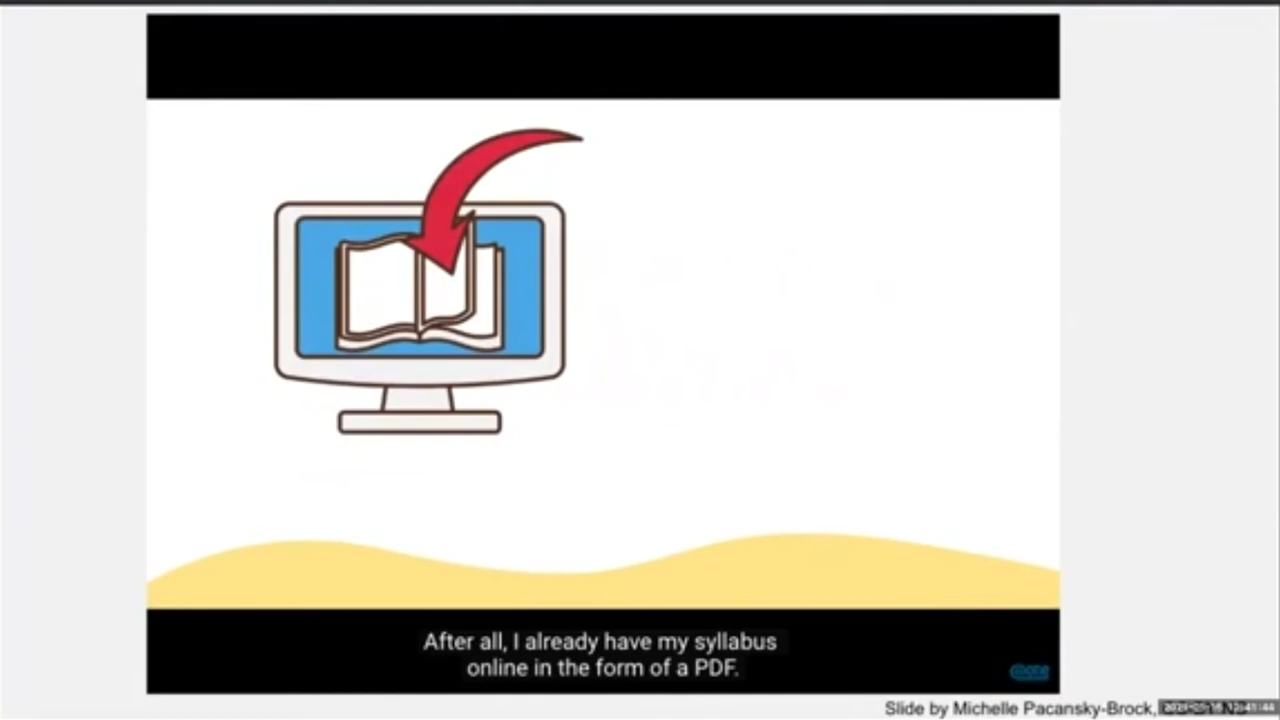 After all, I already have my syllabus
online in the form of a PDF.
Slide by Michelle Pacansky-Brock,